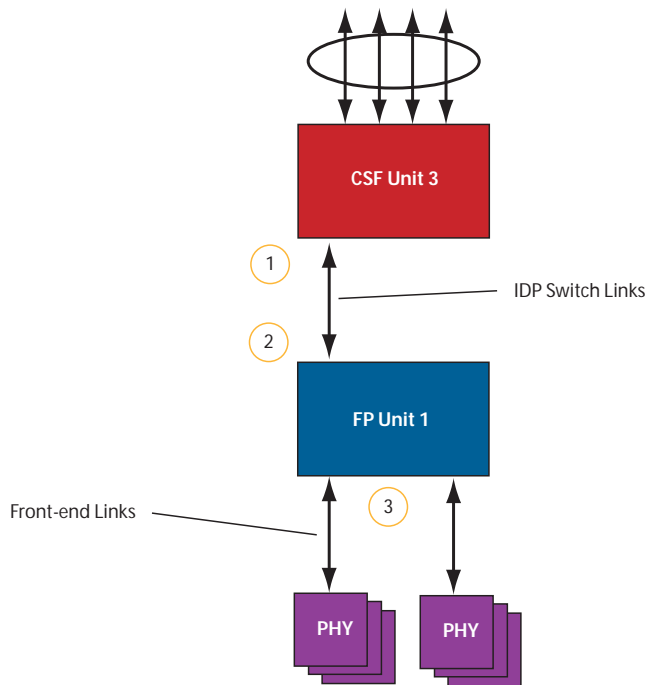 CSF Unit 3
1
IDP Switch Links
2
FP Unit 1
Front-end Links
3
PHY
PHY